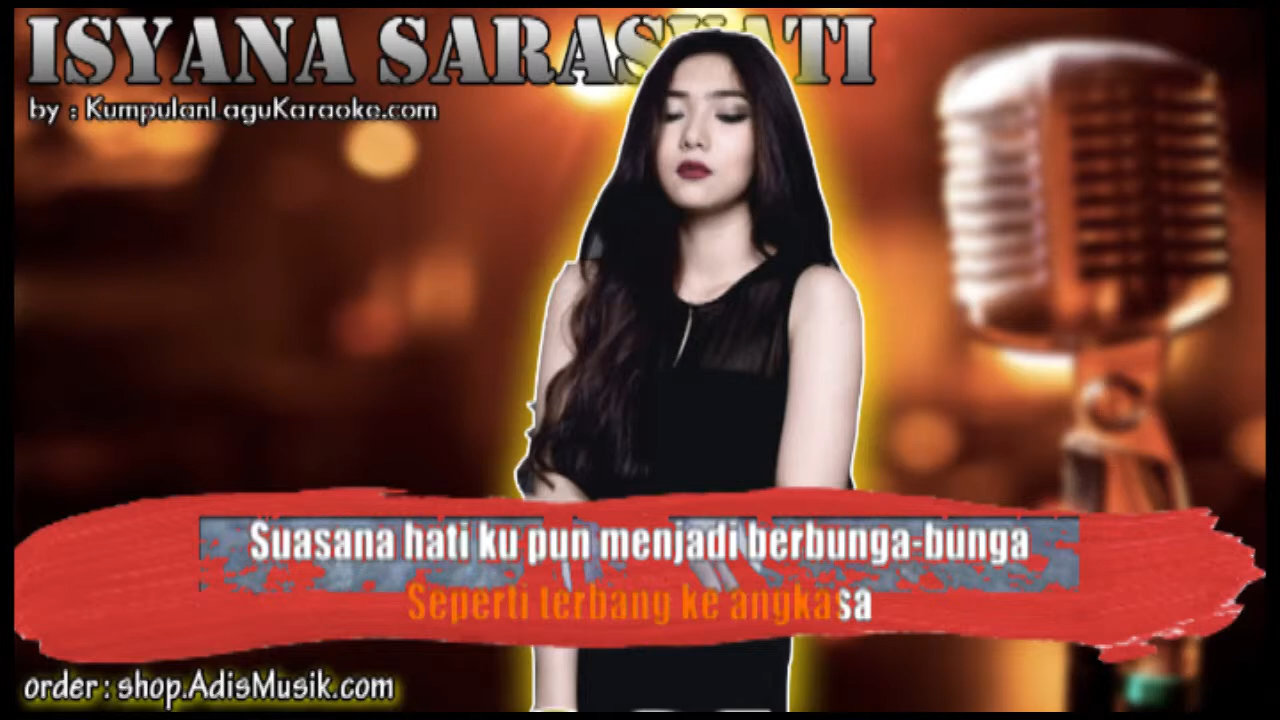 ISYANA SARASVATI
by : KumpulanLaguKaraoke.com
Suasana hati ku pun menjadi berbunga-bunga
Seperti terbang ke angkasa
order : shop.AdisMusik.com